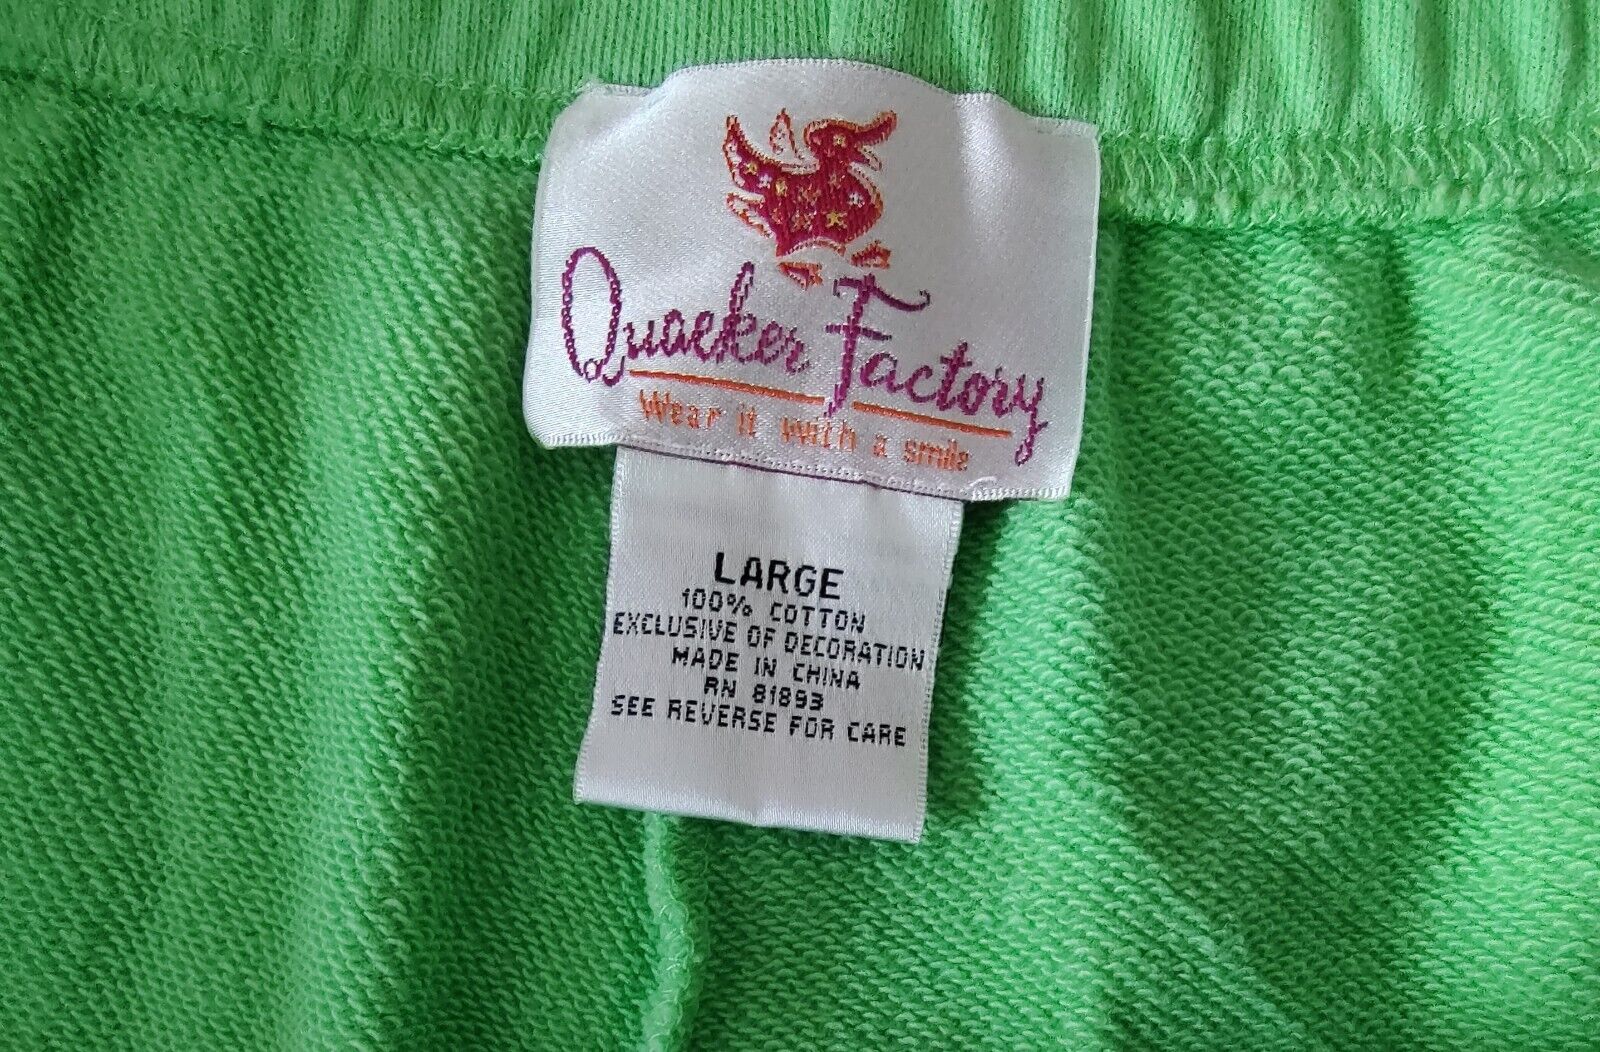 Quacker Factory
Wear it with a smile
LARGE
100% COTTON
EXCLUSIVE OF DECORATION
MADE IN CHINA
RN 81893
SEE REVERSE FOR CARE